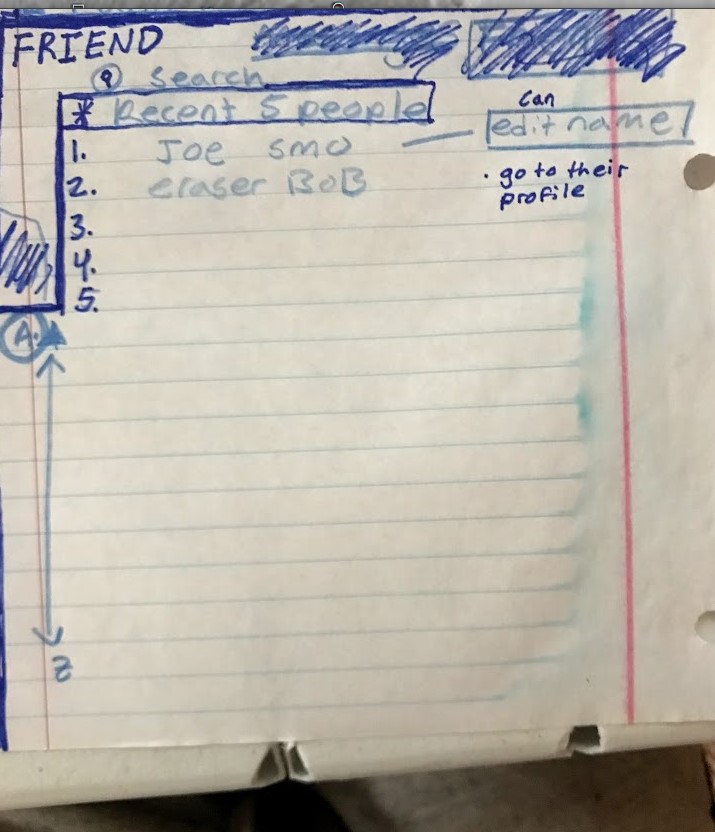 FRIEND
search
* Recent 5 people
can
edit name
1. Joe smo
2. eraser BoB
3.
4.
5.
• go to their
profile
A.
z